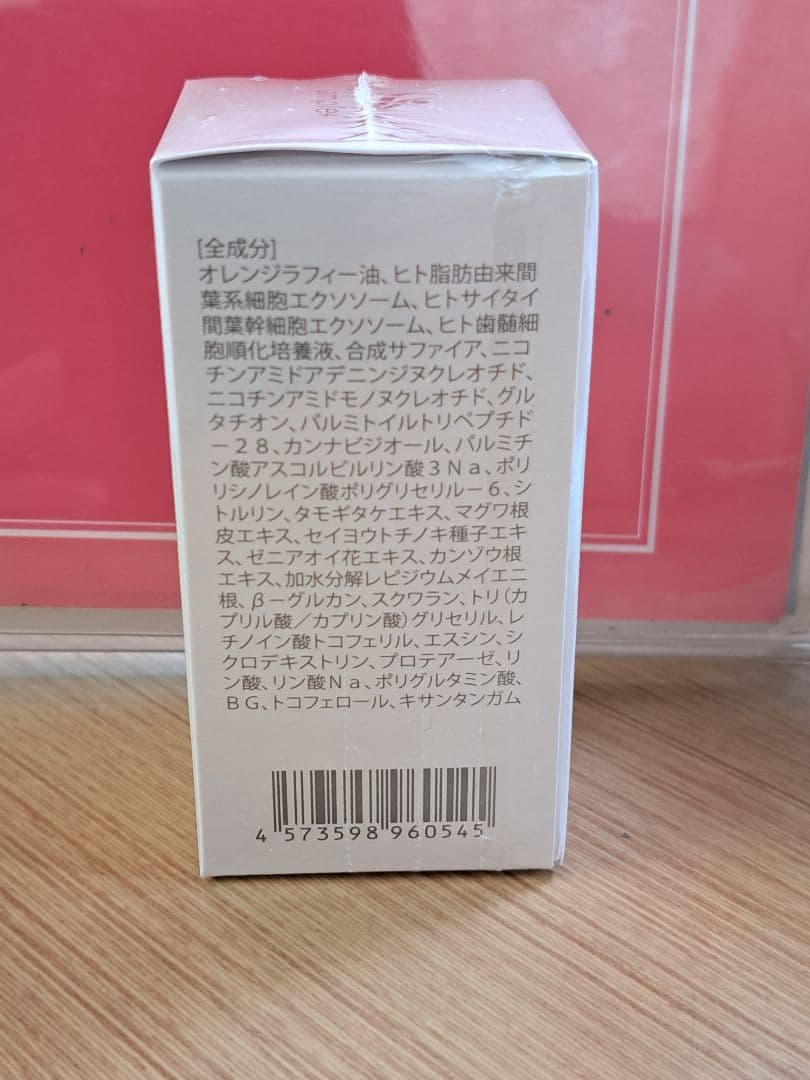 [全成分]
オレンジラフィー油、ヒト脂肪由来間
葉系細胞エクソソーム、ヒトサイタイ
間葉幹細胞エクソソーム、ヒト歯髄細
胞順化培養液、合成サファイア、ニコ
チンアミドアデニンジヌクレオチド、
ニコチンアミドモノヌクレオチド、グル
タチオン、パルミトイルトリペプチド
－２８、カンナビジオール、パルミチ
ン酸アスコルビルリン酸３Ｎａ、ポリ
リシノレイン酸ポリグリセリル－６、シ
トルリン、タモギタケエキス、マグワ根
皮エキス、セイヨウトチノキ種子エキ
ス、ゼニアオイ花エキス、カンゾウ根
エキス、加水分解レピジウムメイエニ
根、β－グルカン、スクワラン、トリ（カ
プリル酸／カプリン酸）グリセリル、レ
チノイン酸トコフェリル、エスシン、シ
クロデキストリン、プロテアーゼ、リ
ン酸、リン酸Ｎａ、ポリグルタミン酸、
ＢＧ、トコフェロール、キサンタンガム
4 573598 960545